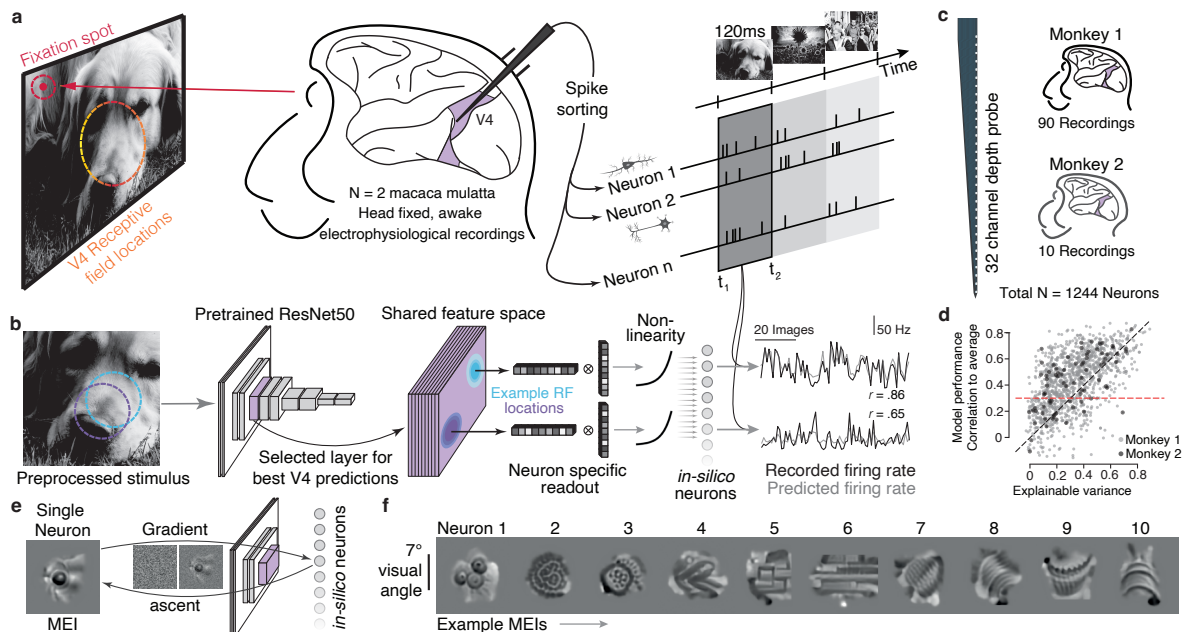 a
Fixation spot
V4 Receptive
field locations
V4
N = 2 macaca mulatta
Head fixed, awake
electrophysiological recordings
Spike
sorting
Neuron 1
Neuron 2
Neuron n
120ms
Time
t1
t2
c
32 channel depth probe
Monkey 1
90 Recordings
Monkey 2
10 Recordings
Total N = 1244 Neurons
b
Preprocessed stimulus
Pretrained ResNet50
Selected layer for
best V4 predictions
Shared feature space
Example RF
locations
⊗
⊗
Neuron specific
readout
Non-
linearity
in-silico
neurons
20 Images
50 Hz
r = .86
r = .65
Recorded firing rate
Predicted firing rate
d
Model performance
Correlation to average
0.8
0.6
0.4
0.2
0
0 0.2 0.4 0.6 0.8
Explainable variance
Monkey 1
Monkey 2
e
Single
Neuron
MEI
Gradient
ascent
in-silico neurons
f
Neuron 1 2 3 4 5 6 7 8 9 10
7°
visual
angle
Example MEIs